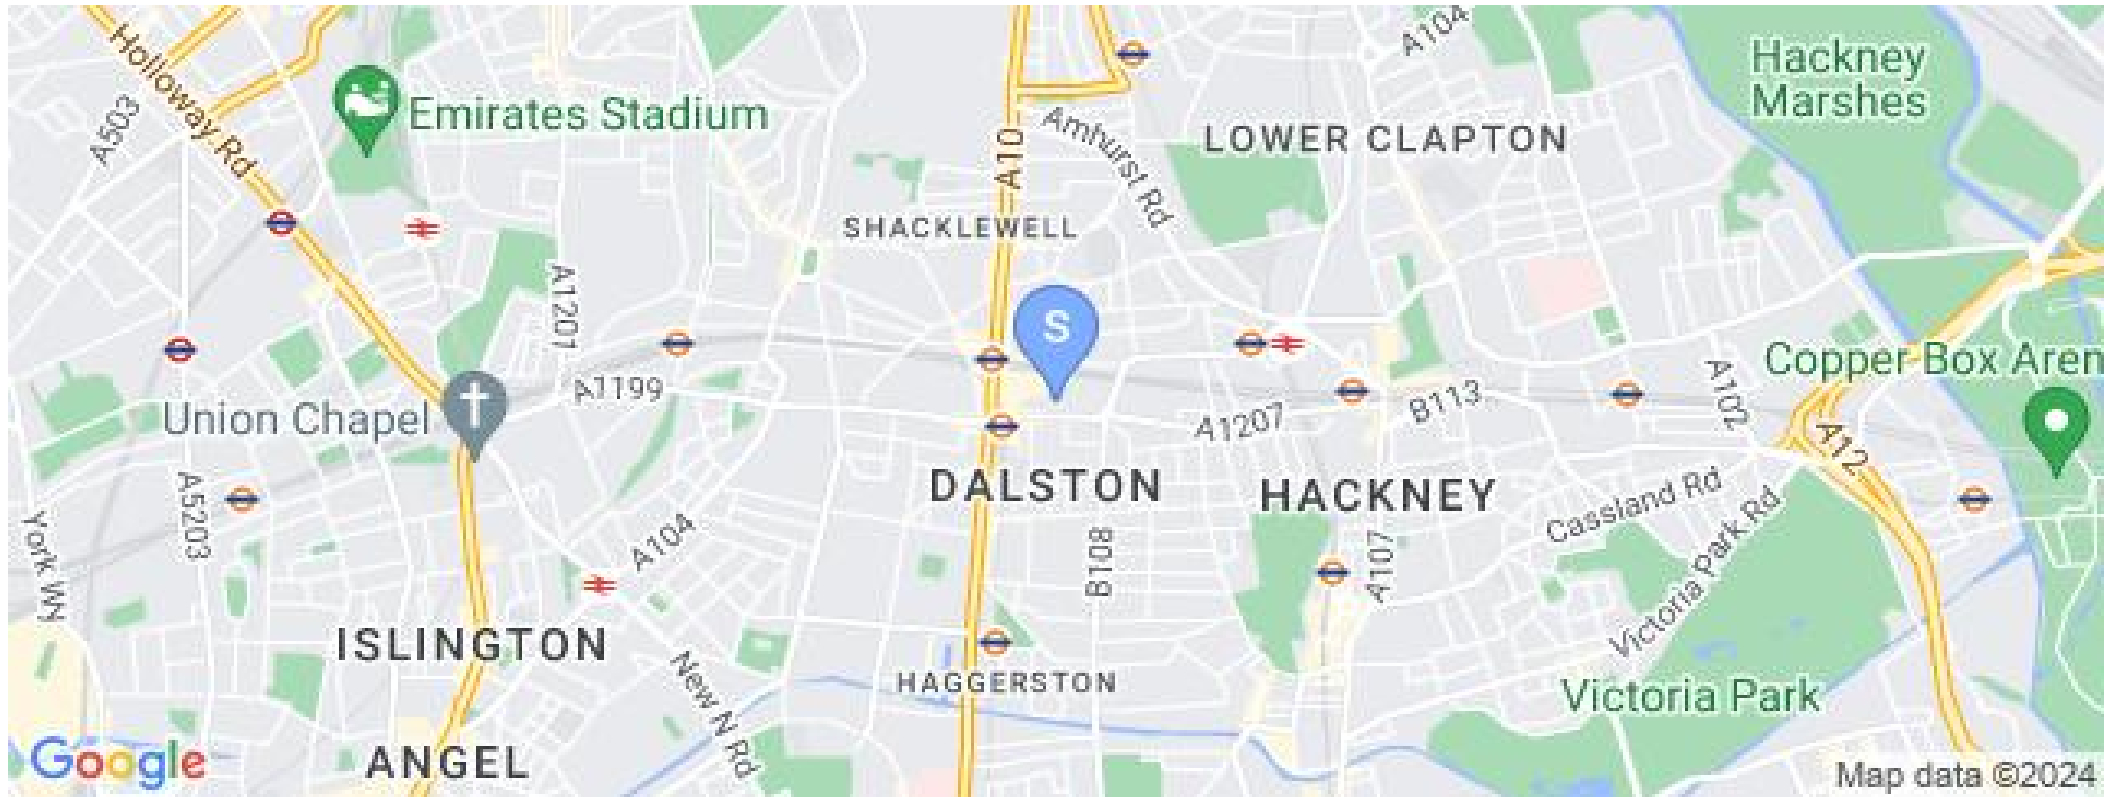 A104
Hackney
Marshes
Holloway Rd
Emirates Stadium
A503
A10
Amhurst Rd
LOWER CLAPTON
SHACKLEWELL
A1201
S
Copper Box Aren
A1199
Union Chapel
A1207
B113
A102
A12
DALSTON
HACKNEY
A5203
York Wy
A104
B108
A107
Cassland Rd
Victoria Park Rd
ISLINGTON
HAGGERSTON
New N Rd
Victoria Park
ANGEL
Google
Map data ©2024